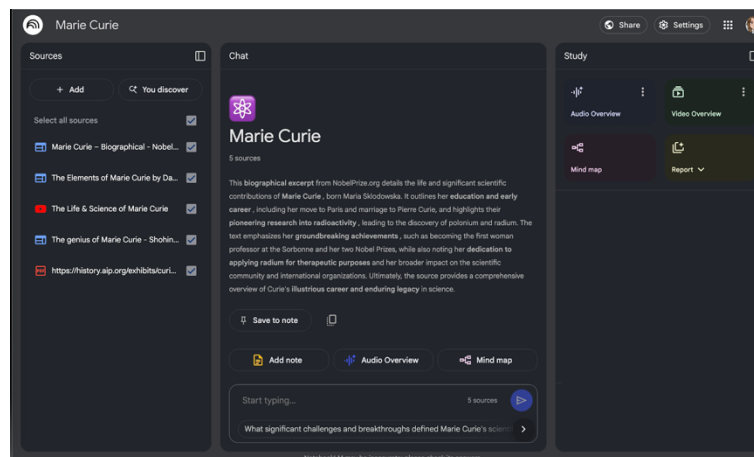 Marie Curie
Share
Settings
Sources
Add
You discover
Select all sources
Marie Curie – Biographical - Nobel...
The Elements of Marie Curie by Da...
The Life & Science of Marie Curie
The genius of Marie Curie - Shohin...
https://history.aip.org/exhibits/curi...
Chat
Marie Curie
5 sources
This biographical excerpt from NobelPrize.org details the life and significant scientific
contributions of Marie Curie , born Maria Sklodowska. It outlines her education and early
career , including her move to Paris and marriage to Pierre Curie, and highlights their
pioneering research into radioactivity , leading to the discovery of polonium and radium. The
text emphasizes her groundbreaking achievements , such as becoming the first woman
professor at the Sorbonne and her two Nobel Prizes, while also noting her dedication to
applying radium for therapeutic purposes and her broader impact on the scientific
community and international organizations. Ultimately, the source provides a comprehensive
overview of Curie's illustrious career and enduring legacy in science.
Save to note
Add note
Audio Overview
Mind map
Start typing...
5 sources
What significant challenges and breakthroughs defined Marie Curie's
Study
Audio Overview
Video Overview
Mind map
Report